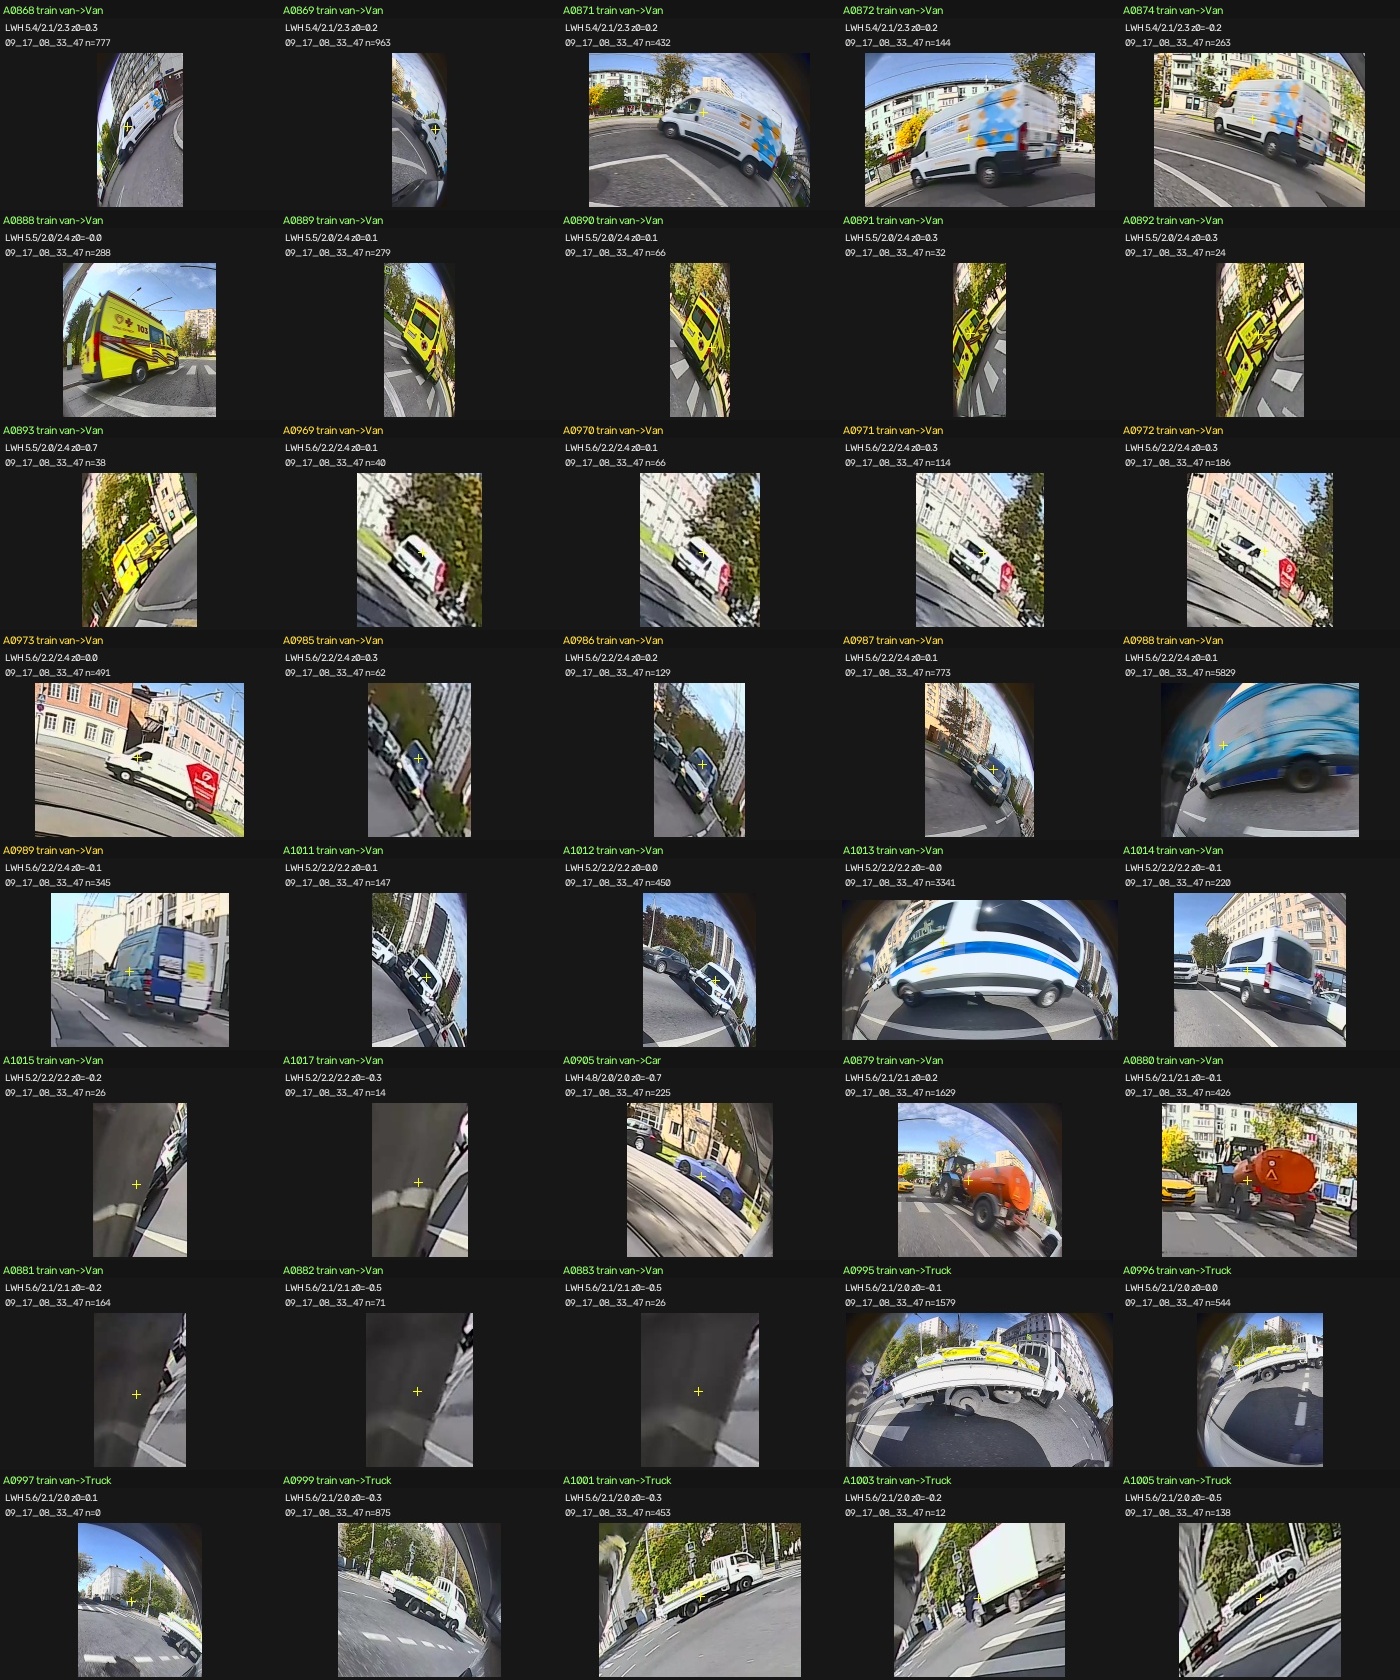 A0868 train van->Van
LWH 5.4/2.1/2.3 z0=0.3
09_17_08_33_47 n=777
A0869 train van->Van
LWH 5.4/2.1/2.3 z0=0.2
09_17_08_33_47 n=963
A0871 train van->Van
LWH 5.4/2.1/2.3 z0=0.2
09_17_08_33_47 n=432
A0872 train van->Van
LWH 5.4/2.1/2.3 z0=0.2
09_17_08_33_47 n=144
A0874 train van->Van
LWH 5.4/2.1/2.3 z0=-0.2
09_17_08_33_47 n=263
A0888 train van->Van
LWH 5.5/2.0/2.4 z0=-0.0
09_17_08_33_47 n=288
103
A0889 train van->Van
LWH 5.5/2.0/2.4 z0=0.1
09_17_08_33_47 n=279
A0890 train van->Van
LWH 5.5/2.0/2.4 z0=0.1
09_17_08_33_47 n=66
A0891 train van->Van
LWH 5.5/2.0/2.4 z0=0.3
09_17_08_33_47 n=32
A0892 train van->Van
LWH 5.5/2.0/2.4 z0=0.3
09_17_08_33_47 n=24
A0893 train van->Van
LWH 5.5/2.0/2.4 z0=0.7
09_17_08_33_47 n=38
A0969 train van->Van
LWH 5.6/2.2/2.4 z0=0.1
09_17_08_33_47 n=40
A0970 train van->Van
LWH 5.6/2.2/2.4 z0=0.1
09_17_08_33_47 n=66
A0971 train van->Van
LWH 5.6/2.2/2.4 z0=0.3
09_17_08_33_47 n=114
A0972 train van->Van
LWH 5.6/2.2/2.4 z0=0.3
09_17_08_33_47 n=186
A0973 train van->Van
LWH 5.6/2.2/2.4 z0=0.0
09_17_08_33_47 n=491
A0985 train van->Van
LWH 5.6/2.2/2.4 z0=0.3
09_17_08_33_47 n=62
A0986 train van->Van
LWH 5.6/2.2/2.4 z0=0.2
09_17_08_33_47 n=129
A0987 train van->Van
LWH 5.6/2.2/2.4 z0=0.1
09_17_08_33_47 n=773
A0988 train van->Van
LWH 5.6/2.2/2.4 z0=0.1
09_17_08_33_47 n=5829
A0989 train van->Van
LWH 5.6/2.2/2.4 z0=-0.1
09_17_08_33_47 n=345
A1011 train van->Van
LWH 5.2/2.2/2.2 z0=0.1
09_17_08_33_47 n=147
A1012 train van->Van
LWH 5.2/2.2/2.2 z0=0.0
09_17_08_33_47 n=450
A1013 train van->Van
LWH 5.2/2.2/2.2 z0=-0.0
09_17_08_33_47 n=3341
A1014 train van->Van
LWH 5.2/2.2/2.2 z0=-0.1
09_17_08_33_47 n=220
A1015 train van->Van
LWH 5.2/2.2/2.2 z0=-0.2
09_17_08_33_47 n=26
A1017 train van->Van
LWH 5.2/2.2/2.2 z0=-0.3
09_17_08_33_47 n=14
A0905 train van->Car
LWH 4.8/2.0/2.0 z0=-0.7
09_17_08_33_47 n=225
A0879 train van->Van
LWH 5.6/2.1/2.1 z0=0.2
09_17_08_33_47 n=1629
A0880 train van->Van
LWH 5.6/2.1/2.1 z0=-0.1
09_17_08_33_47 n=426
A0881 train van->Van
LWH 5.6/2.1/2.1 z0=-0.2
09_17_08_33_47 n=164
A0882 train van->Van
LWH 5.6/2.1/2.1 z0=-0.5
09_17_08_33_47 n=71
A0883 train van->Van
LWH 5.6/2.1/2.1 z0=-0.5
09_17_08_33_47 n=26
A0995 train van->Truck
LWH 5.6/2.1/2.0 z0=-0.1
09_17_08_33_47 n=1579
A0996 train van->Truck
LWH 5.6/2.1/2.0 z0=0.0
09_17_08_33_47 n=544
A0997 train van->Truck
LWH 5.6/2.1/2.0 z0=0.1
09_17_08_33_47 n=0
A0999 train van->Truck
LWH 5.6/2.1/2.0 z0=-0.3
09_17_08_33_47 n=875
A1001 train van->Truck
LWH 5.6/2.1/2.0 z0=-0.3
09_17_08_33_47 n=453
A1003 train van->Truck
LWH 5.6/2.1/2.0 z0=-0.2
09_17_08_33_47 n=12
A1005 train van->Truck
LWH 5.6/2.1/2.0 z0=-0.5
09_17_08_33_47 n=138